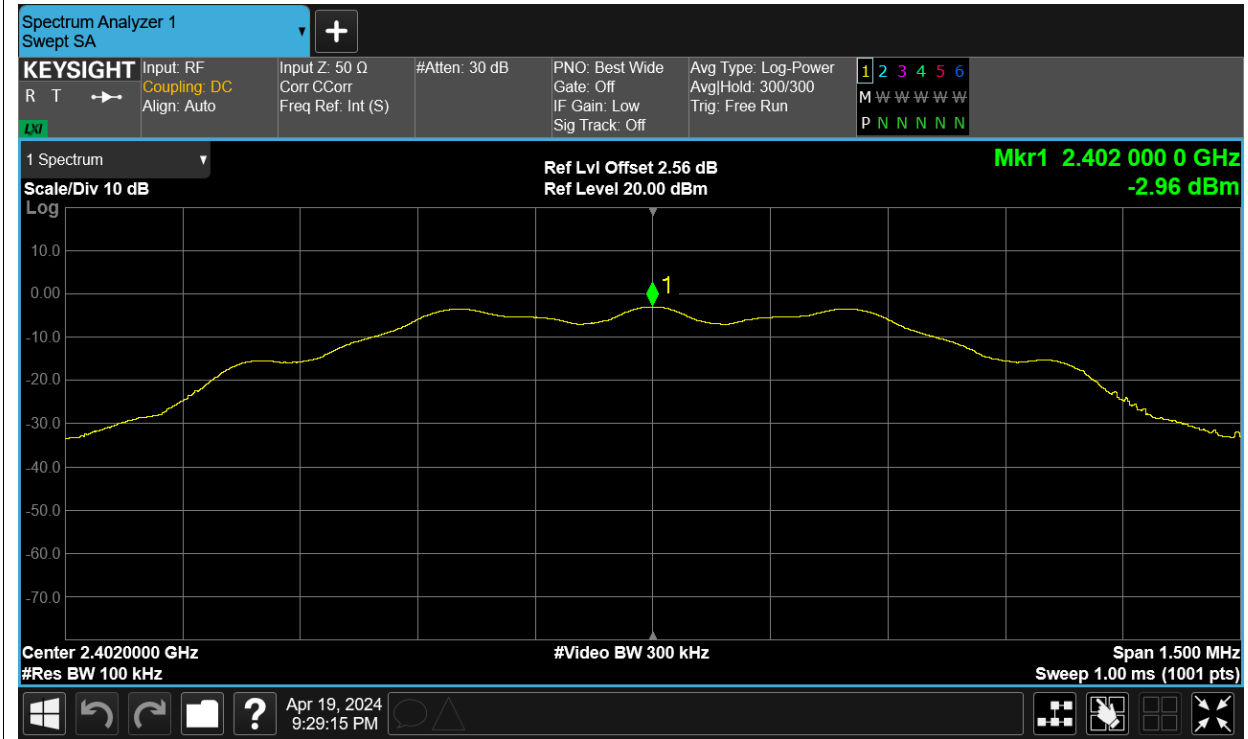 Spectrum Analyzer 1
Swept SA
KEYSIGHT
R T
LXI
Input: RF
Coupling: DC
Align: Auto
Input Z: 50 Ω
Corr CCorr
Freq Ref: Int (S)
#Atten: 30 dB
PNO: Best Wide
Gate: Off
IF Gain: Low
Sig Track: Off
Avg Type: Log-Power
Avg|Hold: 300/300
Trig: Free Run
1 2 3 4 5 6
M W W W W W
P N N N N N
1 Spectrum
Scale/Div 10 dB
Log
Ref Lvl Offset 2.56 dB
Ref Level 20.00 dBm
Mkr1 2.402 000 0 GHz
-2.96 dBm
10.0
0.00
1
-10.0
-20.0
-30.0
-40.0
-50.0
-60.0
-70.0
Center 2.4020000 GHz
#Video BW 300 kHz
Span 1.500 MHz
#Res BW 100 kHz
Sweep 1.00 ms (1001 pts)
?
Apr 19, 2024
9:29:15 PM